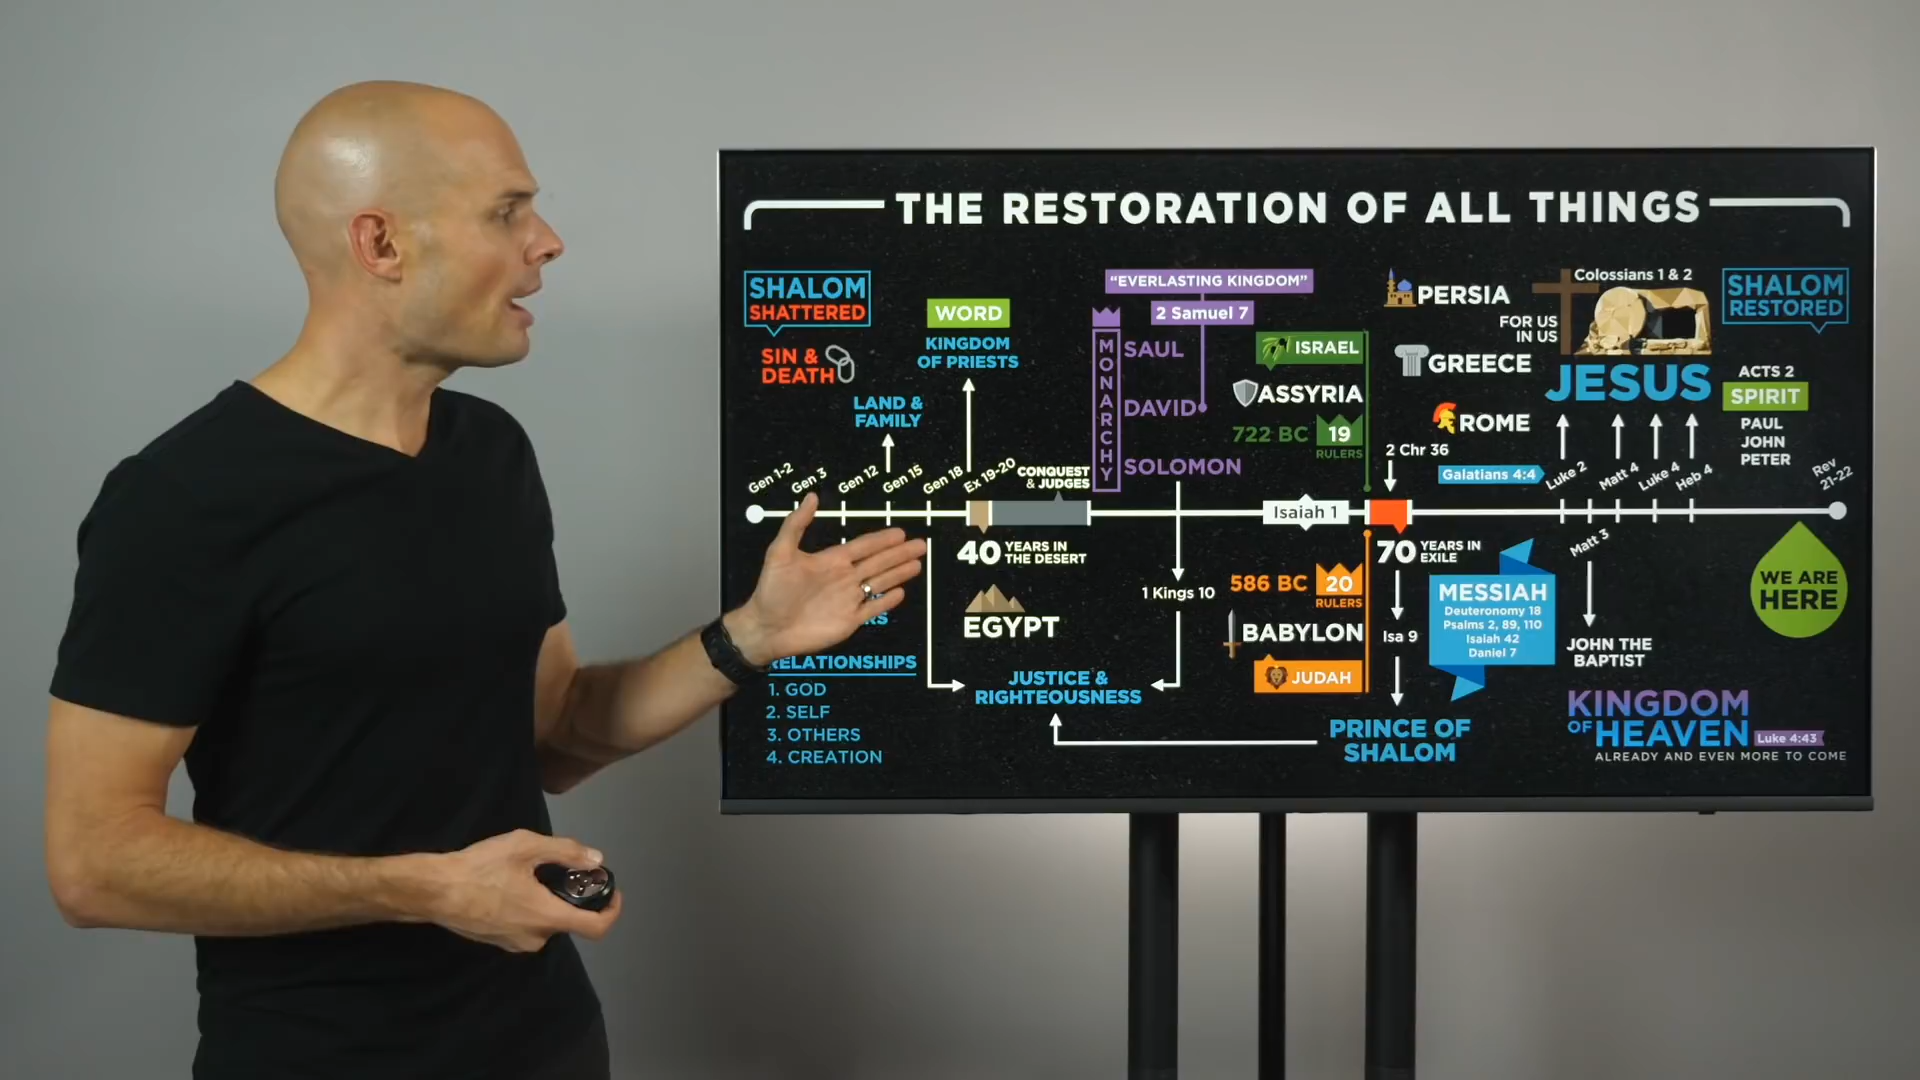 THE RESTORATION OF ALL THINGS
SHALOM
SHATTERED
SIN &
DEATH
WORD
KINGDOM
OF PRIESTS
LAND &
FAMILY
"EVERLASTING KINGDOM"
2 Samuel 7
MONARCHY
SAUL
DAVID
SOLOMON
ISRAEL
ASSYRIA
722 BC
19
RULERS
PERSIA
GREECE
ROME
2 Chr 36
Galatians 4:4
Colossians 1 & 2
FOR US
IN US
JESUS
SHALOM
RESTORED
ACTS 2
SPIRIT
PAUL
JOHN
PETER
Gen 1-2
Gen 3
Gen 12
Gen 15
Gen 18
Ex 19-20
CONQUEST
& JUDGES
Isaiah 1
Luke 2
Matt 4
Luke 4
Heb 4
Rev
21-22
40 YEARS IN
THE DESERT
EGYPT
1 Kings 10
586 BC
20
RULERS
BABYLON
JUDAH
70 YEARS IN
EXILE
Isa 9
MESSIAH
Deuteronomy 18
Psalms 2, 89, 110
Isaiah 42
Daniel 7
Matt 3
JOHN THE
BAPTIST
WE ARE
HERE
RELATIONSHIPS
1. GOD
2. SELF
3. OTHERS
4. CREATION
JUSTICE &
RIGHTEOUSNESS
PRINCE OF
SHALOM
KINGDOM
OF HEAVEN
Luke 4:43
ALREADY AND EVEN MORE TO COME